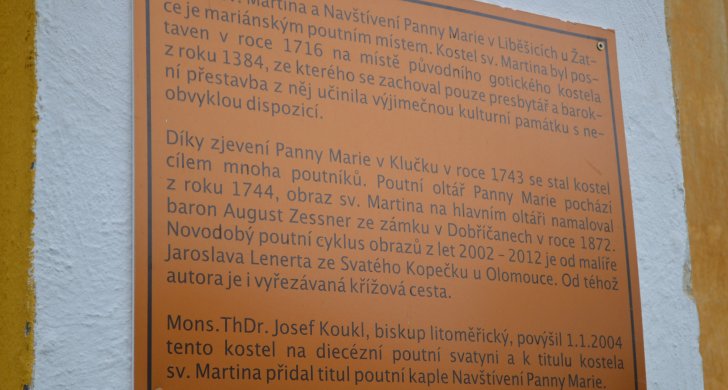 sv. Martina a Navštívení Panny Marie v Liběšicích u Žat-
ce je mariánským poutním místem. Kostel sv. Martina byl pos-
taven v roce 1716 na místě původního gotického kostela
z roku 1384, ze kterého se zachoval pouze presbytář a barok-
ní přestavba z něj učinila výjimečnou kulturní památku s ne-
obvyklou dispozicí.
Díky zjevení Panny Marie v Klučku v roce 1743 se stal kostel
cílem mnoha poutníků. Poutní oltář Panny Marie pochází
z roku 1744, obraz sv. Martina na hlavním oltáři namaloval
baron August Zessner ze zámku v Dobříčanech v roce 1872.
Novodobý poutní cyklus obrazů z let 2002 - 2012 je od malíře
Jaroslava Lenerta ze Svatého Kopečku u Olomouce. Od téhož
autora je i vyřezávaná křížová cesta.
Mons.ThDr. Josef Koukl, biskup litoměřický, povýšil 1.1.2004
tento kostel na diecézní poutní svatyni a k titulu kostela
sv. Martina přidal titul poutní kaple Navštívení Panny Marie.